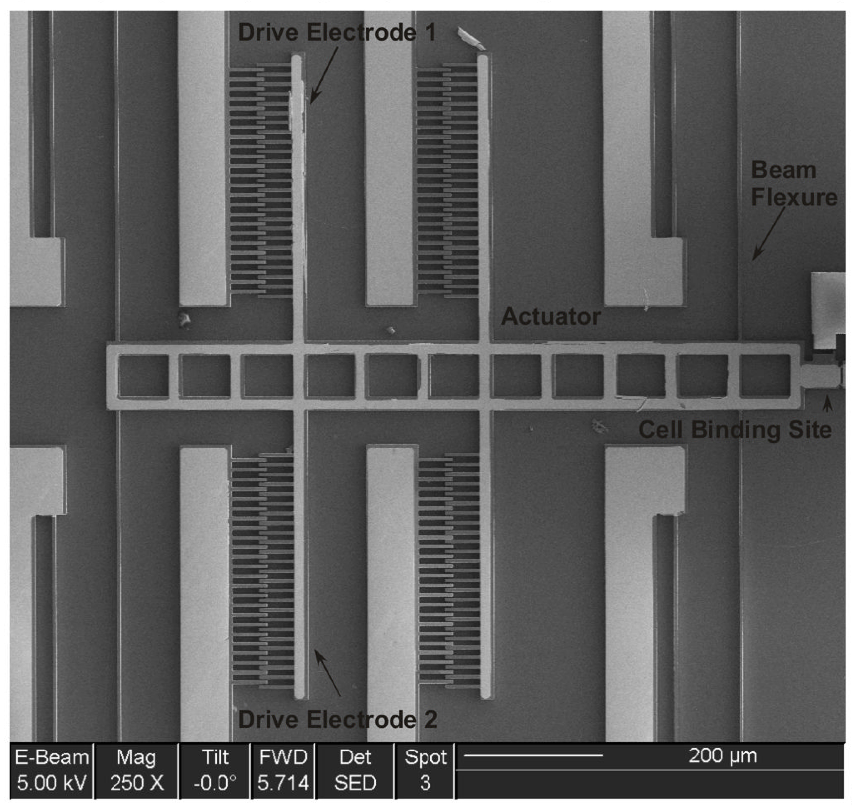 Drive Electrode 1
Beam
Flexure
Actuator
Cell Binding Site
Drive Electrode 2
E-Beam Mag Tilt FWD Det Spot 200 µm
5.00 kV 250 X -0.0° 5.714 SED 3